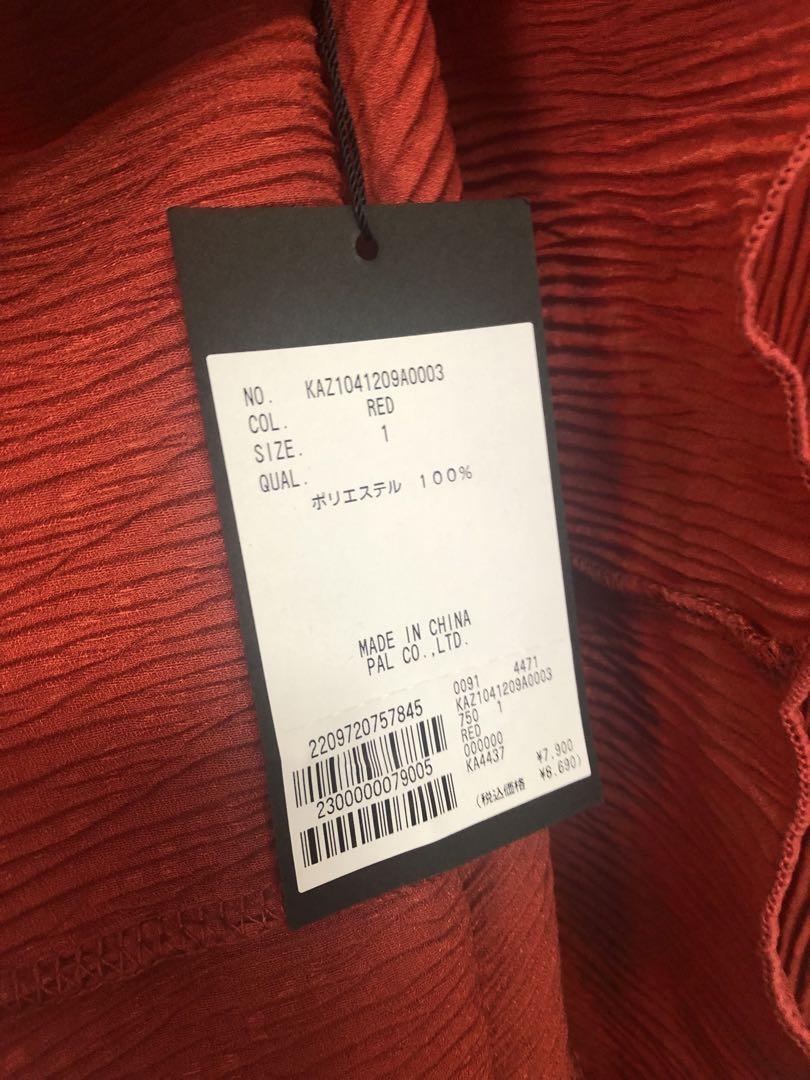 NO. KAZ1041209A0003
COL. RED
SIZE. 1
QUAL.
ポリエステル 100%
MADE IN CHINA
PAL CO.,LTD.
0091 4471
KAZ1041209A0003
750 1
RED
000000
KA4437
¥7,900
(税込価格 ¥8,690)
2209720757845
2300000079005